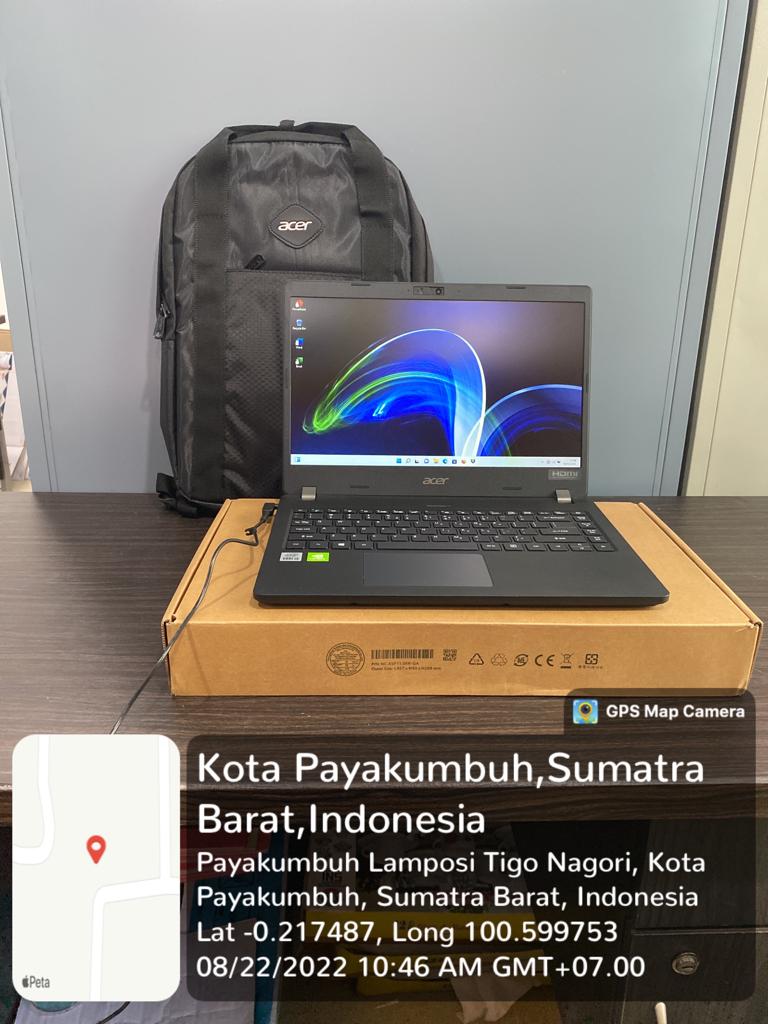 acer
acer
HDMI
GPS Map Camera
Kota Payakumbuh,Sumatra
Barat,Indonesia
Payakumbuh Lamposi Tigo Nagori, Kota
Payakumbuh, Sumatra Barat, Indonesia
Lat -0.217487, Long 100.599753
08/22/2022 10:46 AM GMT+07.00
Peta